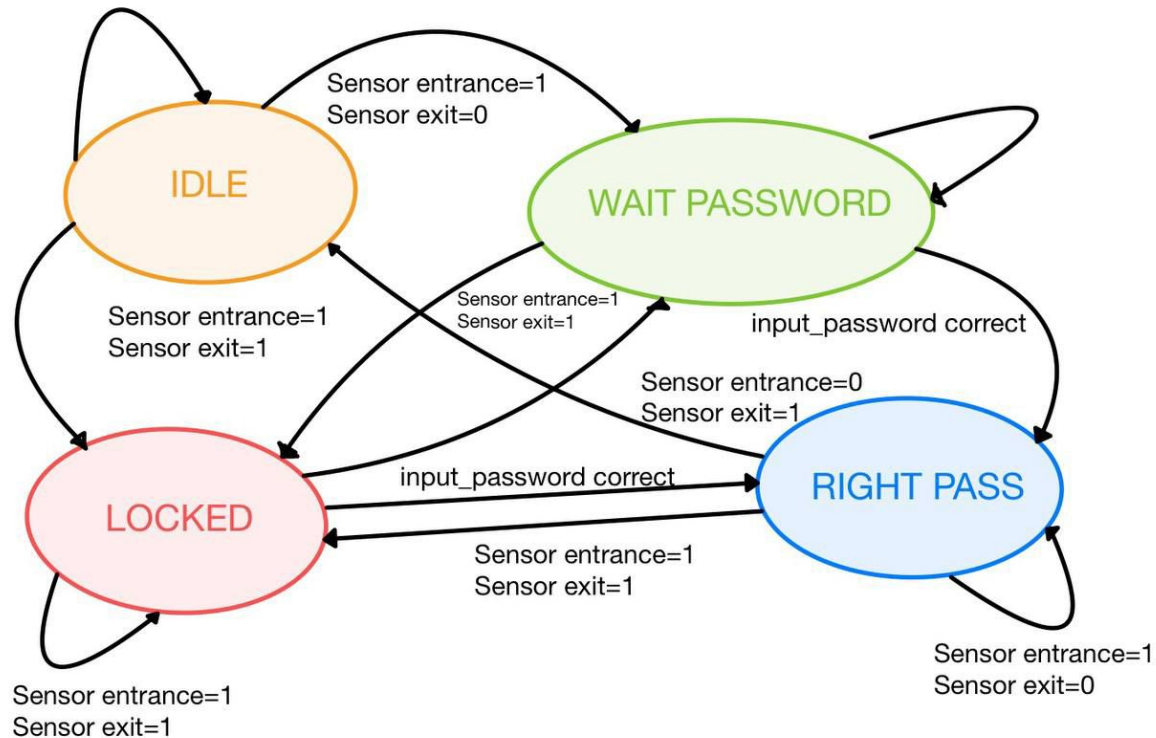 Sensor entrance=1
Sensor exit=0
IDLE
WAIT PASSWORD
Sensor entrance=1
Sensor exit=1
Sensor entrance=1
Sensor exit=1
input_password correct
Sensor entrance=0
Sensor exit=1
input_password correct
RIGHT PASS
LOCKED
Sensor entrance=1
Sensor exit=1
Sensor entrance=1
Sensor exit=0
Sensor entrance=1
Sensor exit=1